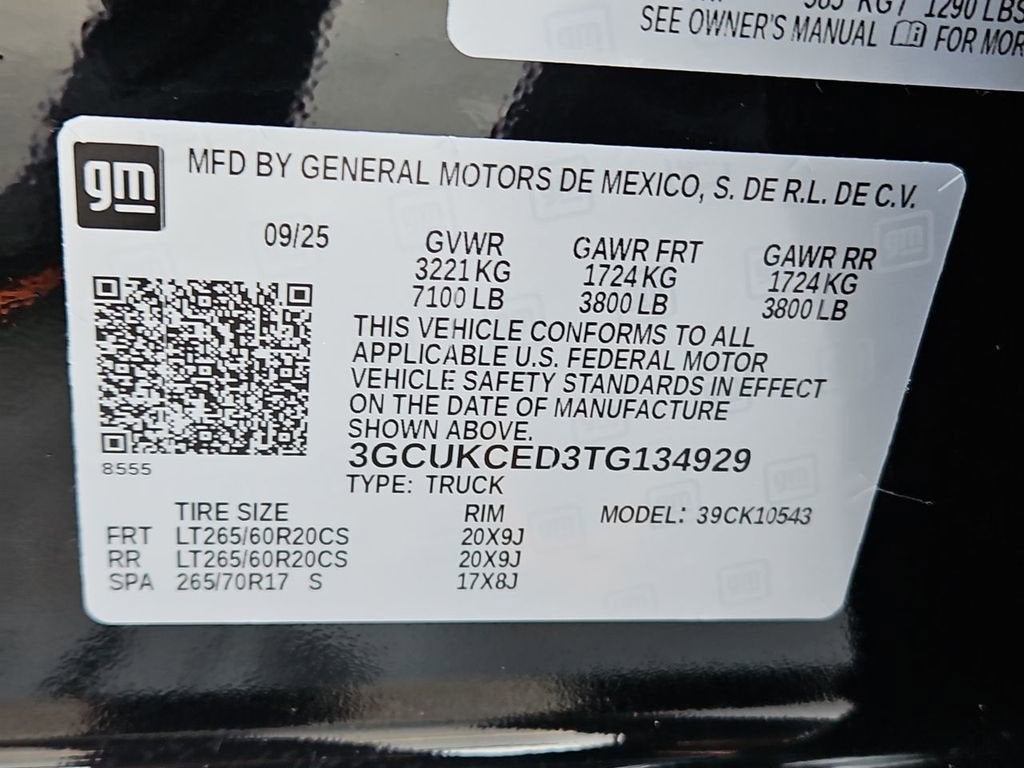 KG / 1290 LBS
SEE OWNER'S MANUAL FOR MOR
gm
MFD BY GENERAL MOTORS DE MEXICO, S. DE R.L. DE C.V.
09/25 GVWR GAWR FRT GAWR RR
3221 KG 1724 KG 1724 KG
7100 LB 3800 LB 3800 LB
THIS VEHICLE CONFORMS TO ALL
APPLICABLE U.S. FEDERAL MOTOR
VEHICLE SAFETY STANDARDS IN EFFECT
ON THE DATE OF MANUFACTURE
SHOWN ABOVE.
8555
3GCUKCED3TG134929
TYPE: TRUCK
TIRE SIZE RIM MODEL: 39CK10543
FRT LT265/60R20CS 20X9J
RR LT265/60R20CS 20X9J
SPA 265/70R17 S 17X8J